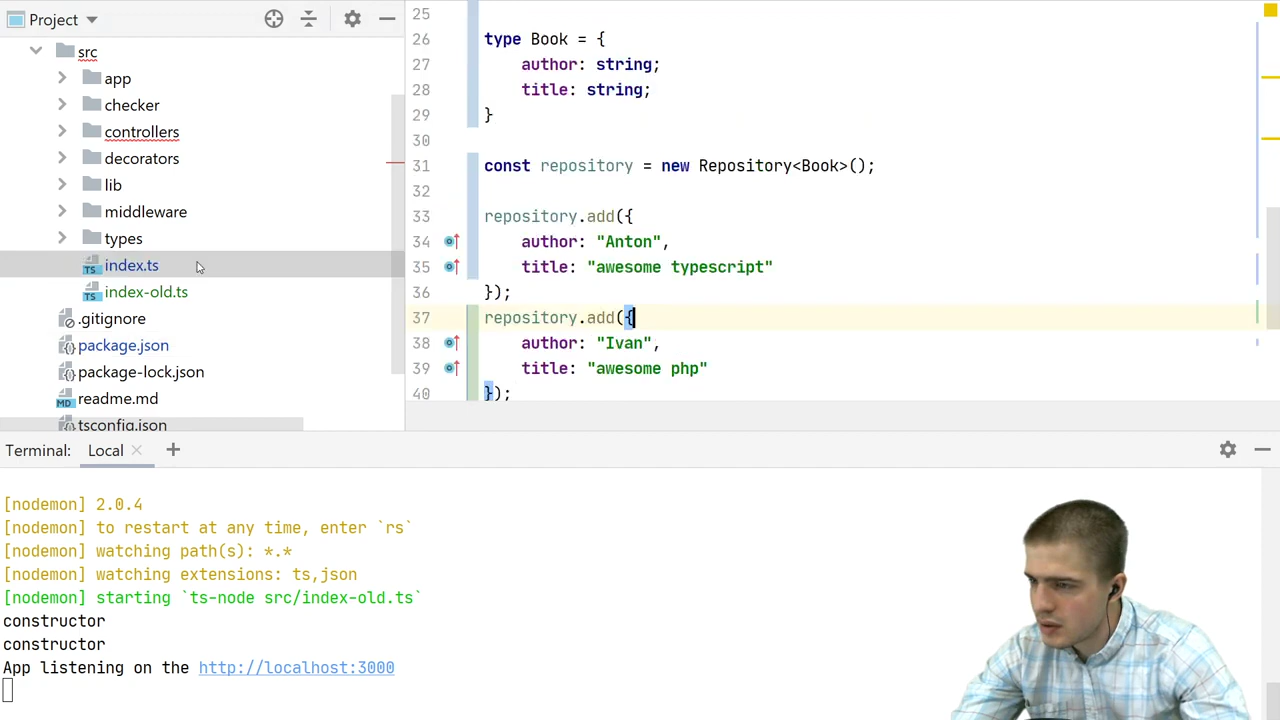 Project
src
app
checker
controllers
decorators
lib
middleware
types
TS index.ts
TS index-old.ts
.gitignore
package.json
package-lock.json
MD readme.md
tsconfig.json
25
26 type Book = {
27 author: string;
28 title: string;
29 }
30
31 const repository = new Repository<Book>();
32
33 repository.add({
34 author: "Anton",
35 title: "awesome typescript"
36 });
37 repository.add({
38 author: "Ivan",
39 title: "awesome php"
40 });
Terminal: Local
[nodemon] 2.0.4
[nodemon] to restart at any time, enter `rs`
[nodemon] watching path(s): *.*
[nodemon] watching extensions: ts,json
[nodemon] starting `ts-node src/index-old.ts`
constructor
constructor
App listening on the http://localhost:3000